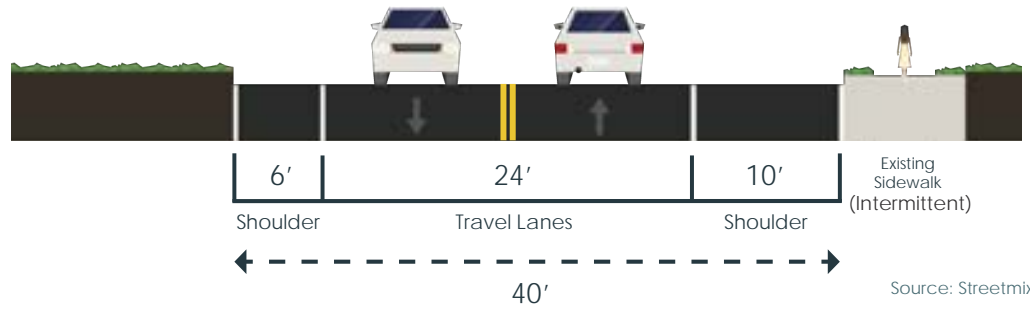 6′
24′
10′
Existing
Sidewalk
(Intermittent)
Shoulder
Travel Lanes
Shoulder
40′
Source: Streetmix